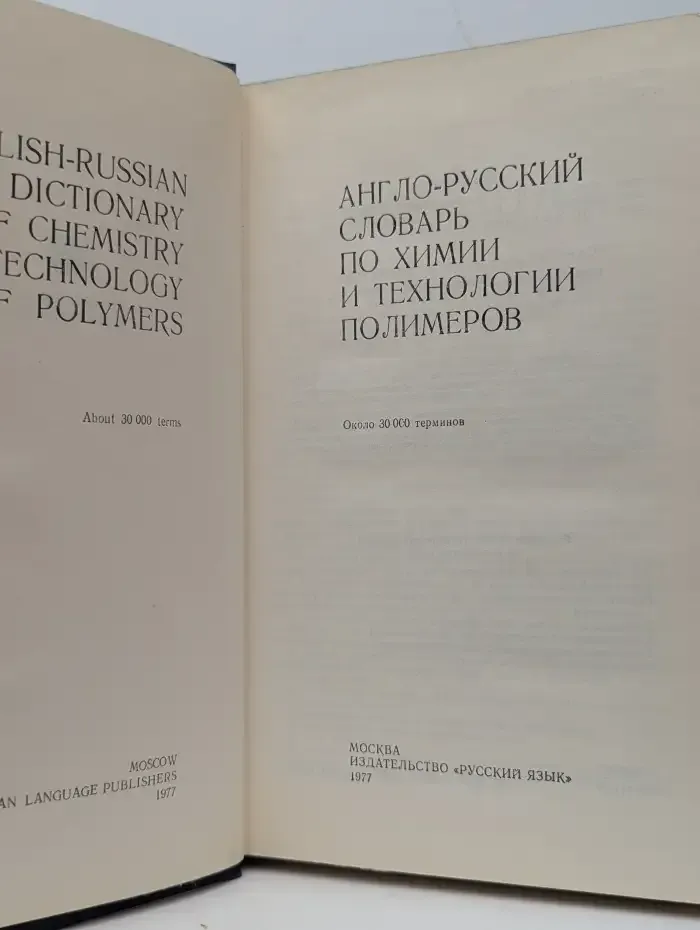 LISH-RUSSIAN
DICTIONARY
F CHEMISTRY
TECHNOLOGY
F POLYMERS
About 30 000 terms
MOSCOW
AN LANGUAGE PUBLISHERS
1977
АНГЛО-РУССКИЙ
СЛОВАРЬ
ПО ХИМИИ
И ТЕХНОЛОГИИ
ПОЛИМЕРОВ
Около 30 000 терминов
МОСКВА
ИЗДАТЕЛЬСТВО «РУССКИЙ ЯЗЫК»
1977